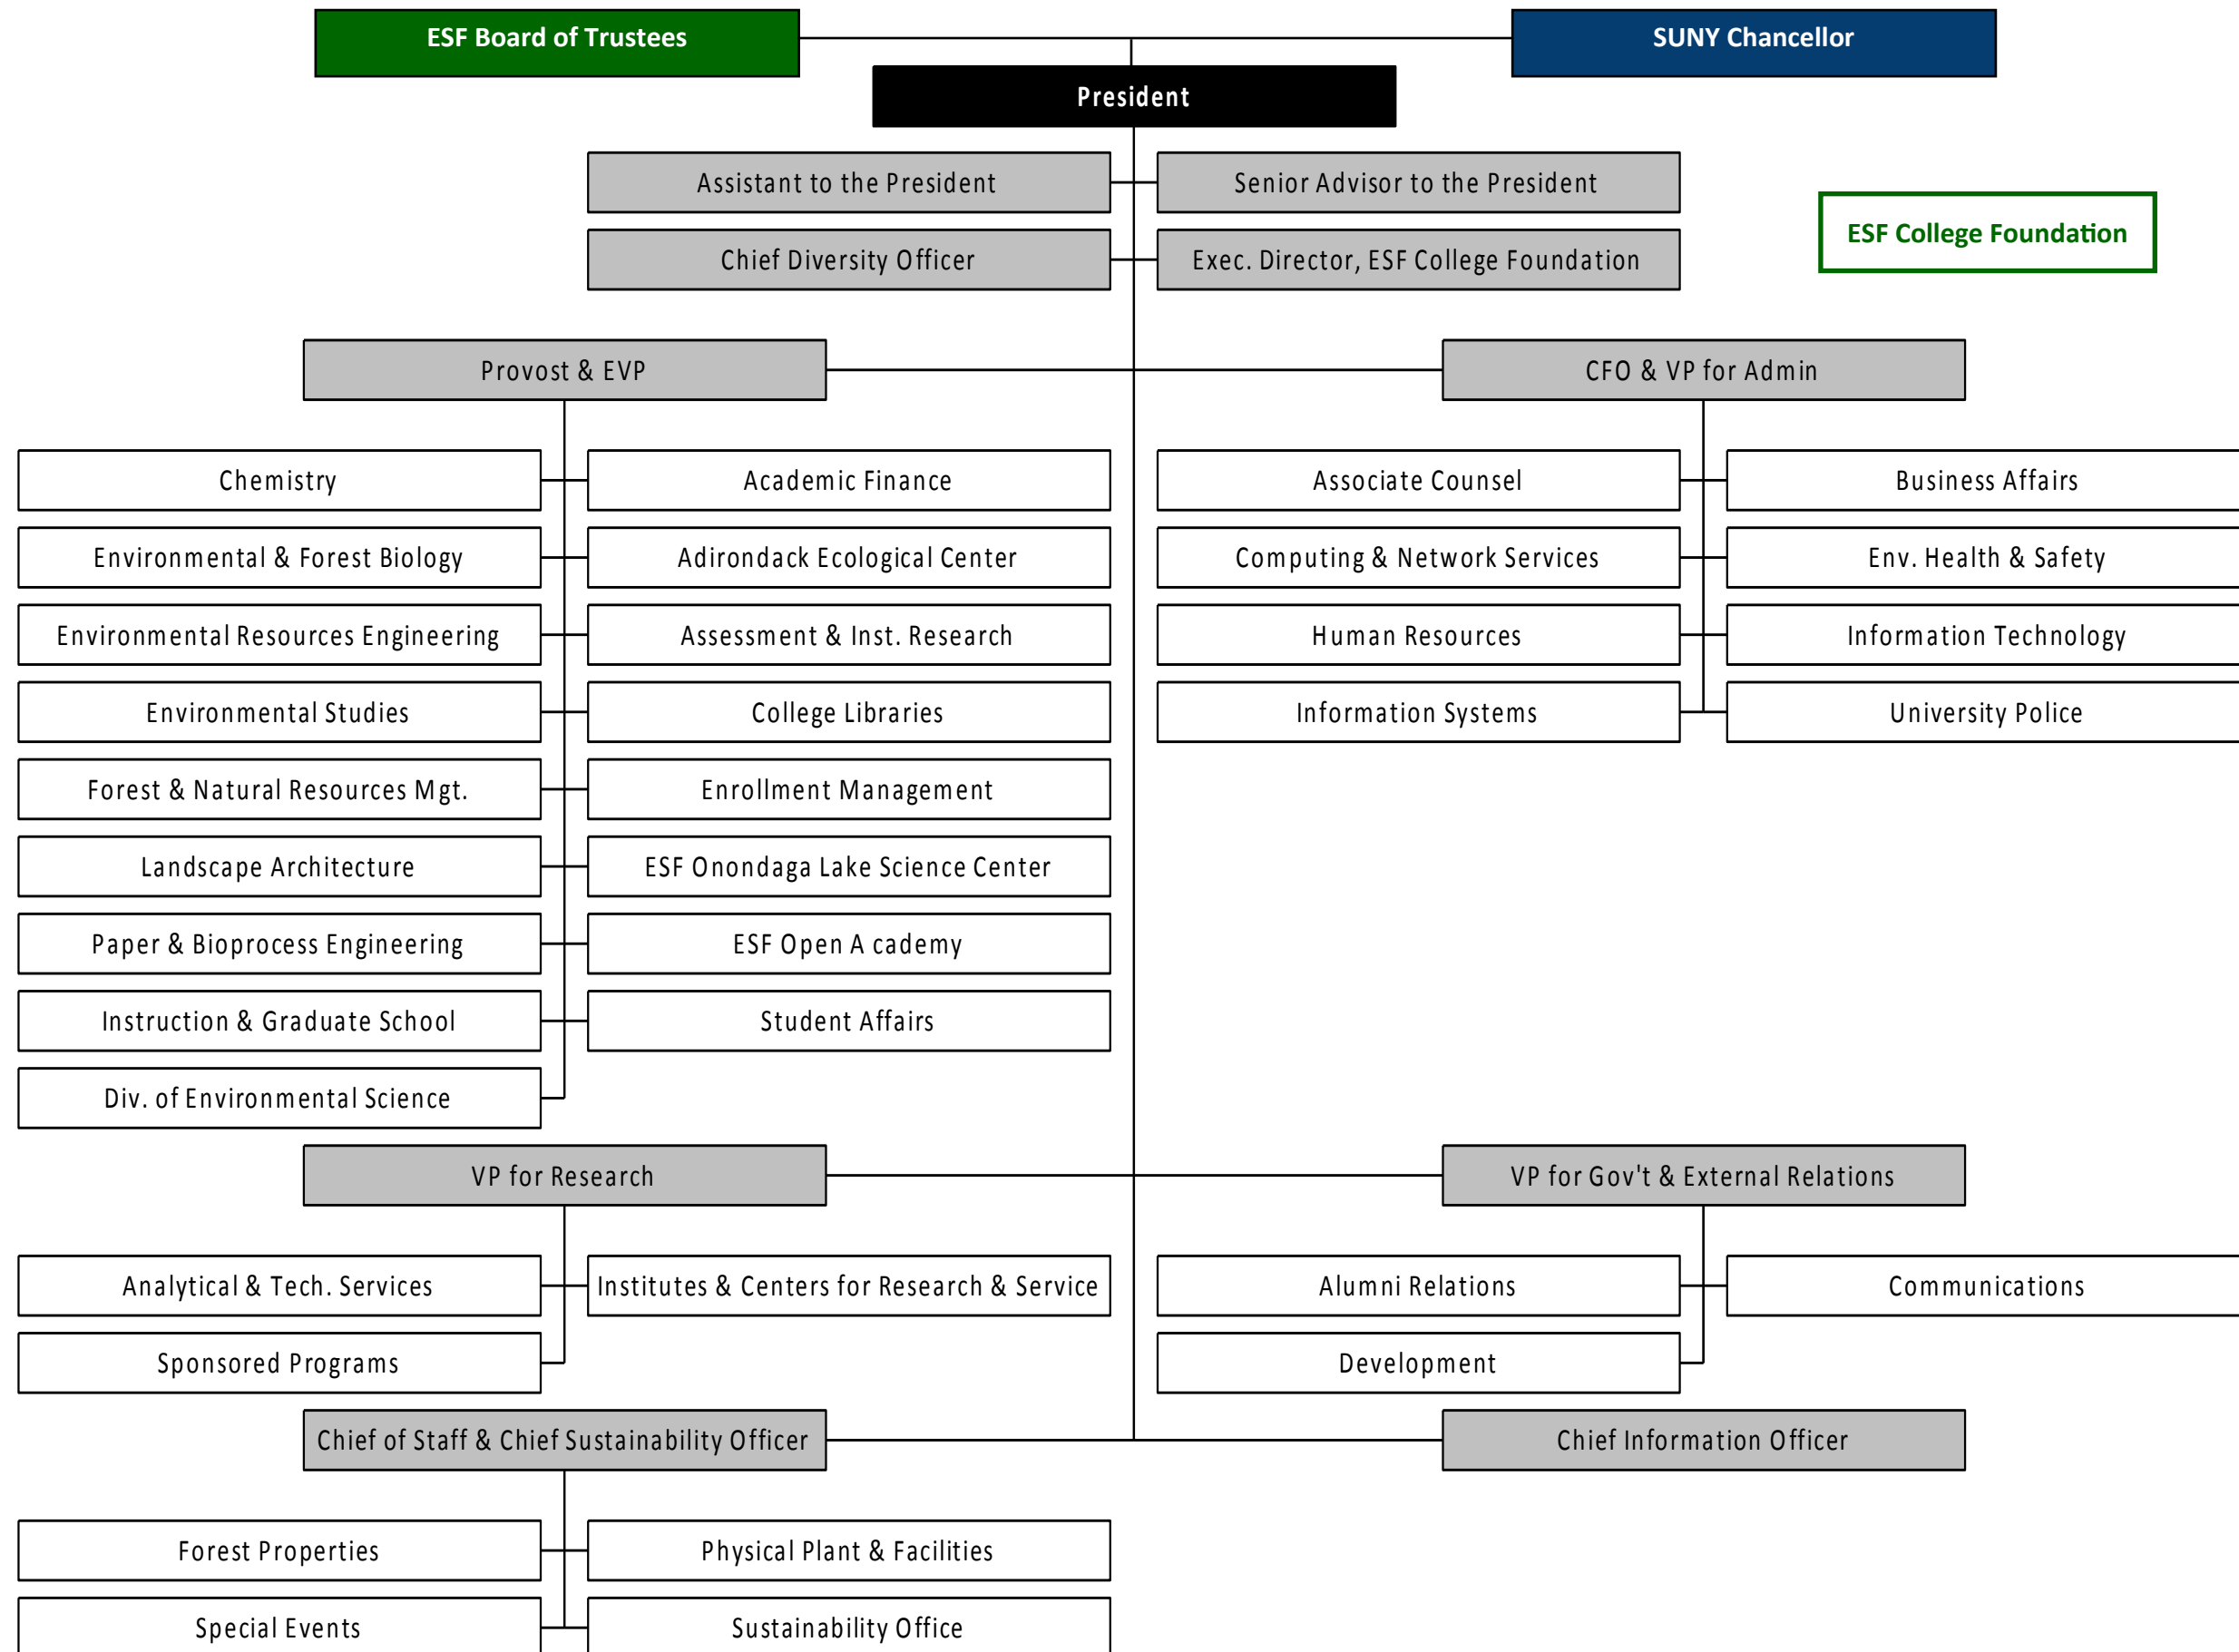 ESF Board of Trustees
SUNY Chancellor
President
Assistant to the President
Senior Advisor to the President
Chief Diversity Officer
Exec. Director, ESF College Foundation
ESF College Foundation
Provost & EVP
CFO & VP for Admin
Chemistry
Academic Finance
Associate Counsel
Business Affairs
Environmental & Forest Biology
Adirondack Ecological Center
Computing & Network Services
Env. Health & Safety
Environmental Resources Engineering
Assessment & Inst. Research
Human Resources
Information Technology
Environmental Studies
College Libraries
Information Systems
University Police
Forest & Natural Resources Mgt.
Enrollment Management
Landscape Architecture
ESF Onondaga Lake Science Center
Paper & Bioprocess Engineering
ESF Open A cademy
Instruction & Graduate School
Student Affairs
Div. of Environmental Science
VP for Research
VP for Gov't & External Relations
Analytical & Tech. Services
Institutes & Centers for Research & Service
Alumni Relations
Communications
Sponsored Programs
Development
Chief of Staff & Chief Sustainability Officer
Chief Information Officer
Forest Properties
Physical Plant & Facilities
Special Events
Sustainability Office